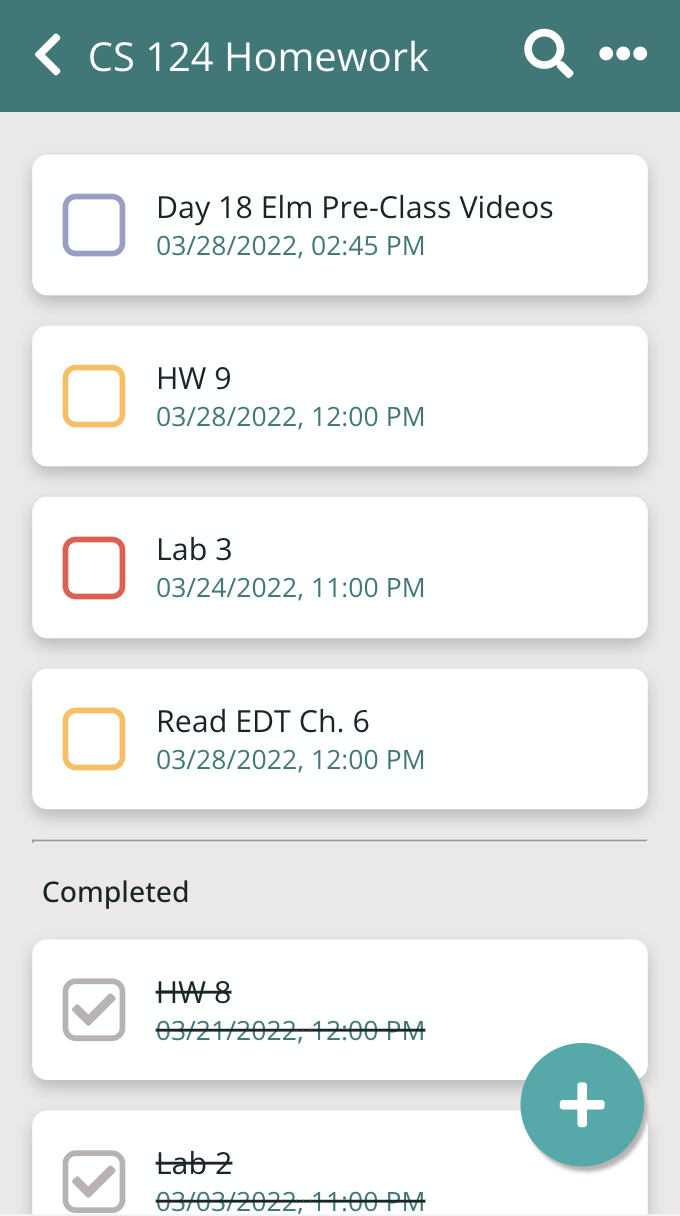 CS 124 Homework
Day 18 Elm Pre-Class Videos
03/28/2022, 02:45 PM
HW 9
03/28/2022, 12:00 PM
Lab 3
03/24/2022, 11:00 PM
Read EDT Ch. 6
03/28/2022, 12:00 PM
Completed
HW 8
03/21/2022, 12:00 PM
Lab 2
03/03/2022, 11:00 PM